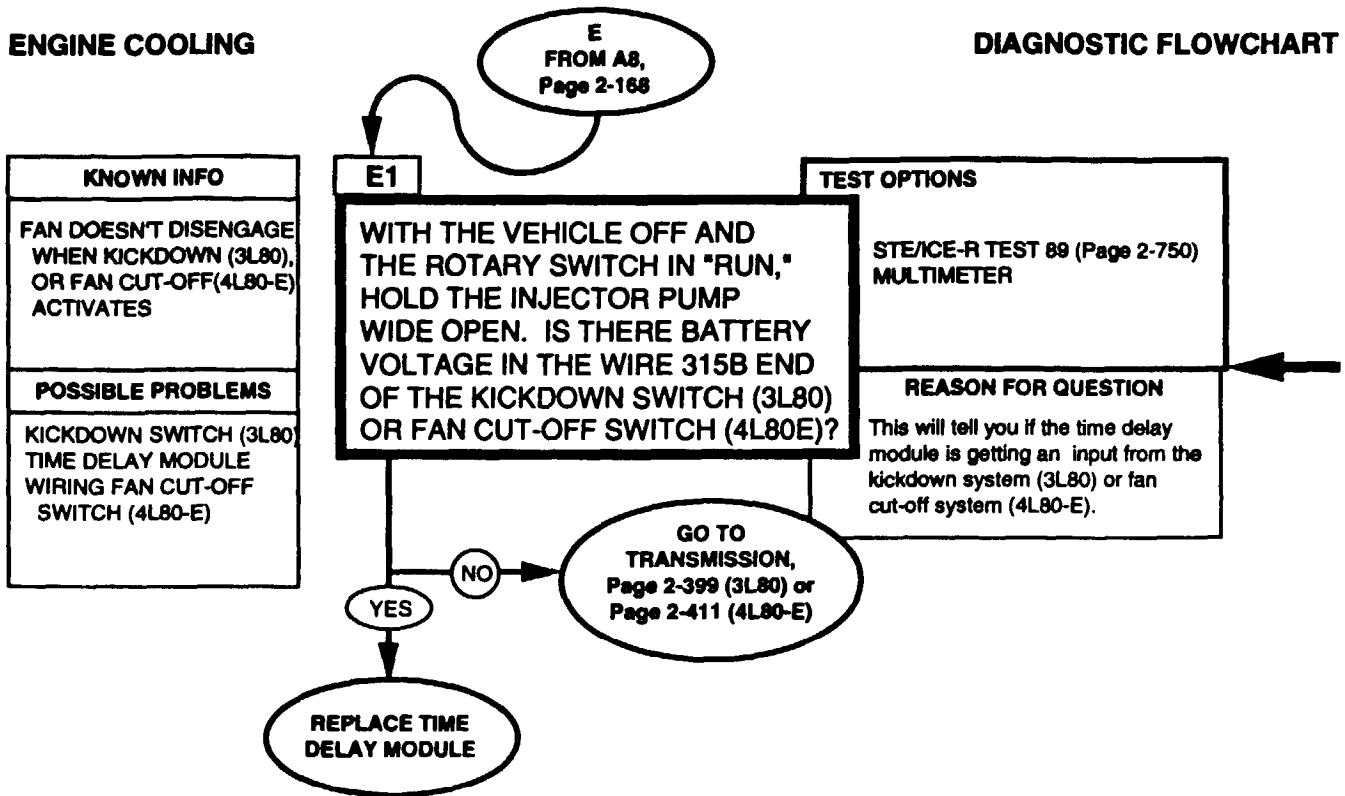 ENGINE COOLING
DIAGNOSTIC FLOWCHART
E
FROM A8,
Page 2-168
KNOWN INFO
FAN DOESN'T DISENGAGE
WHEN KICKDOWN (3L80),
OR FAN CUT-OFF(4L80-E)
ACTIVATES
POSSIBLE PROBLEMS
KICKDOWN SWITCH (3L80)
TIME DELAY MODULE
WIRING FAN CUT-OFF
SWITCH (4L80-E)
E1
WITH THE VEHICLE OFF AND
THE ROTARY SWITCH IN "RUN,"
HOLD THE INJECTOR PUMP
WIDE OPEN. IS THERE BATTERY
VOLTAGE IN THE WIRE 315B END
OF THE KICKDOWN SWITCH (3L80)
OR FAN CUT-OFF SWITCH (4L80E)?
TEST OPTIONS
STE/ICE-R TEST 89 (Page 2-750)
MULTIMETER
REASON FOR QUESTION
This will tell you if the time delay
module is getting an input from the
kickdown system (3L80) or fan
cut-off system (4L80-E).
NO
GO TO
TRANSMISSION,
Page 2-399 (3L80) or
Page 2-411 (4L80-E)
YES
REPLACE TIME
DELAY MODULE